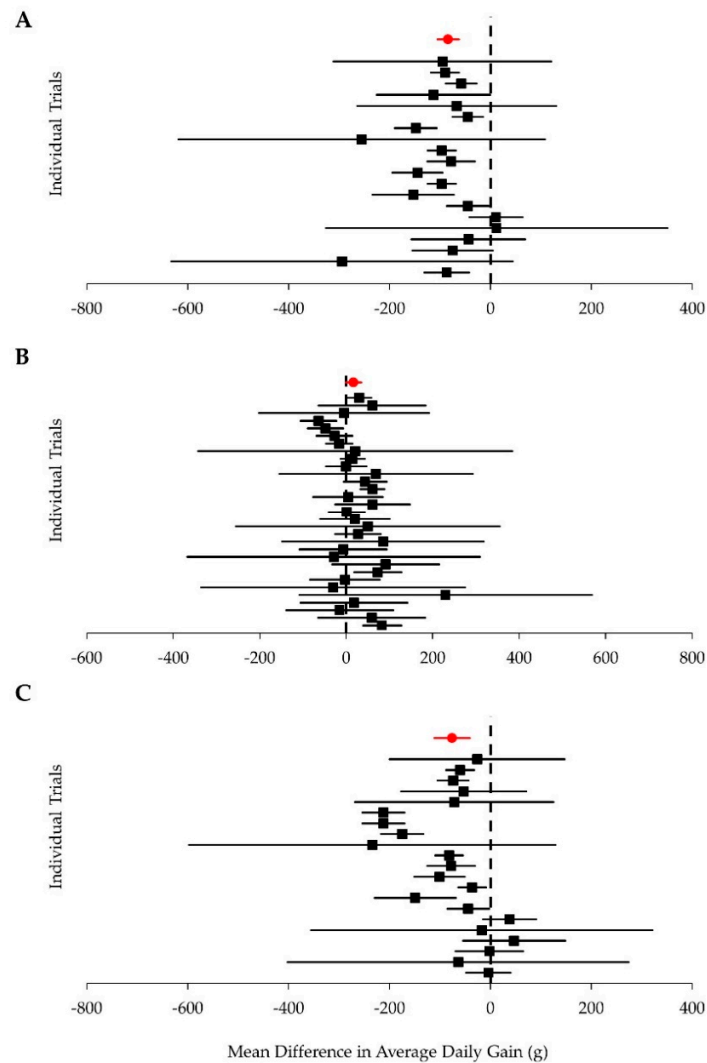 A
Individual Trials
-800 -600 -400 -200 0 200 400
B
Individual Trials
-600 -400 -200 0 200 400 600 800
C
Individual Trials
-800 -600 -400 -200 0 200 400
Mean Difference in Average Daily Gain (g)